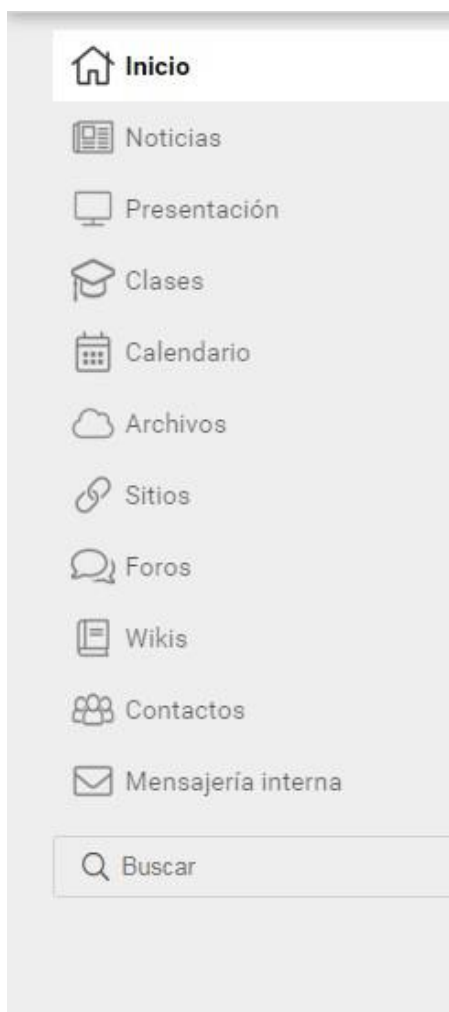 Inicio
Noticias
Presentación
Clases
Calendario
Archivos
Sitios
Foros
Wikis
Contactos
Mensajería interna
Buscar